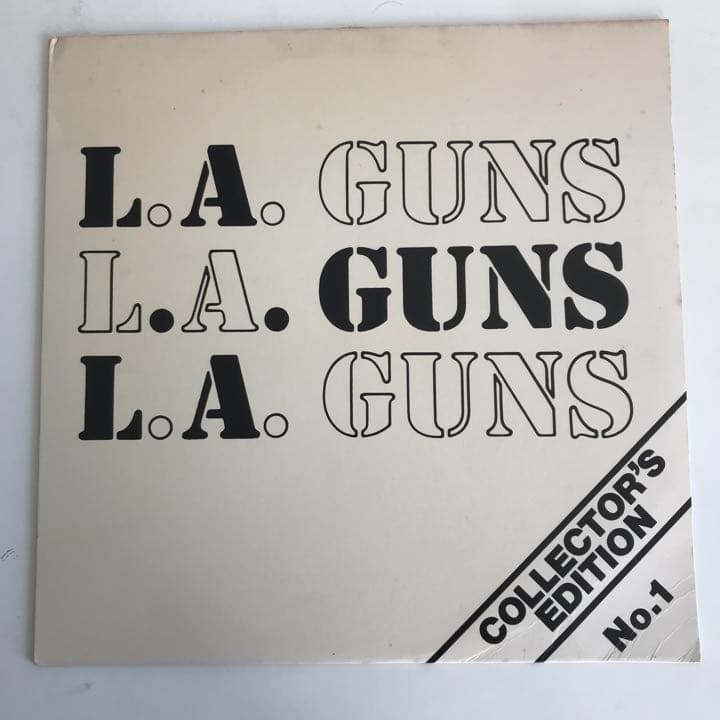 L.A. GUNS
L.A. GUNS
L.A. GUNS
COLLECTOR'S
EDITION
No.1